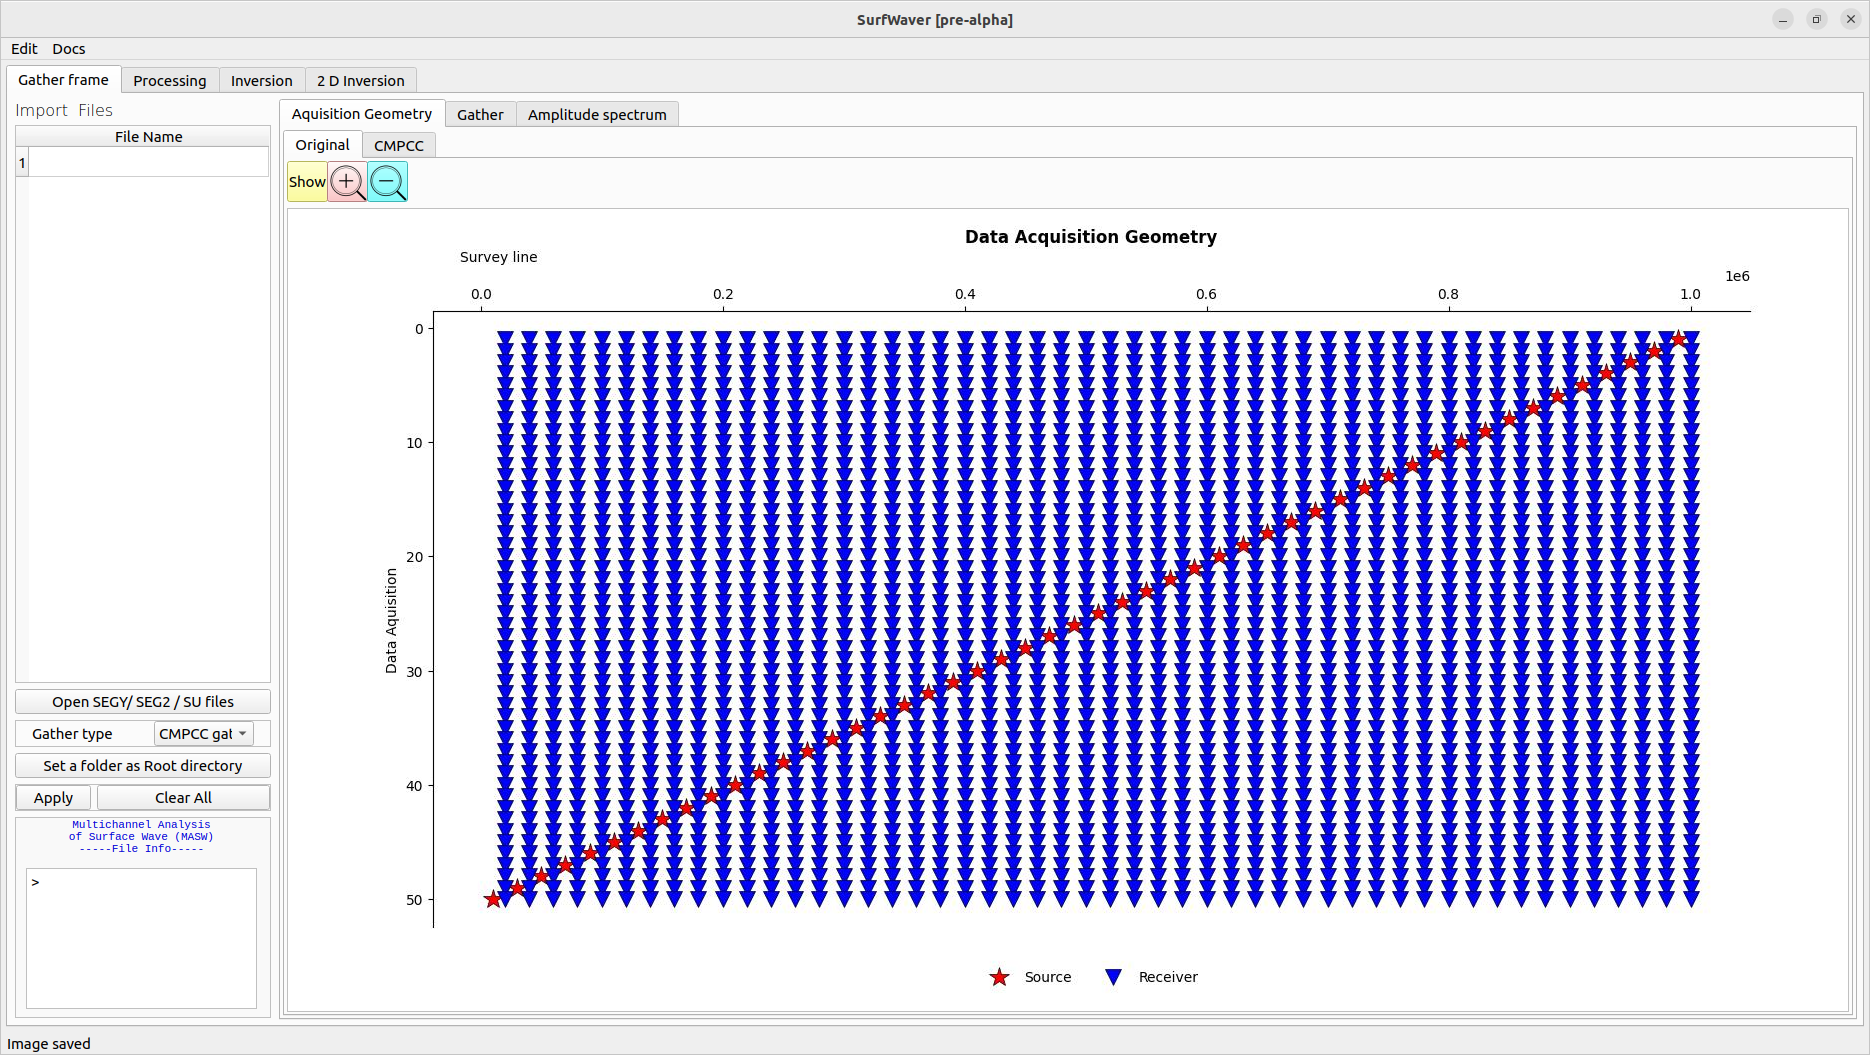 SurfWaver [pre-alpha]
Edit Docs
Gather frame Processing Inversion 2 D Inversion
Import Files
File Name
1
Open SEGY/ SEG2 / SU files
Gather type CMPCC gat
Set a folder as Root directory
Apply Clear All
Multichannel Analysis
of Surface Wave (MASW)
-----File Info-----
>
Aquisition Geometry Gather Amplitude spectrum
Original CMPCC
Show
Data Acquisition Geometry
Survey line
1e6
0.0 0.2 0.4 0.6 0.8 1.0
0
10
20
30
40
50
Data Aquisition
Source Receiver
Image saved